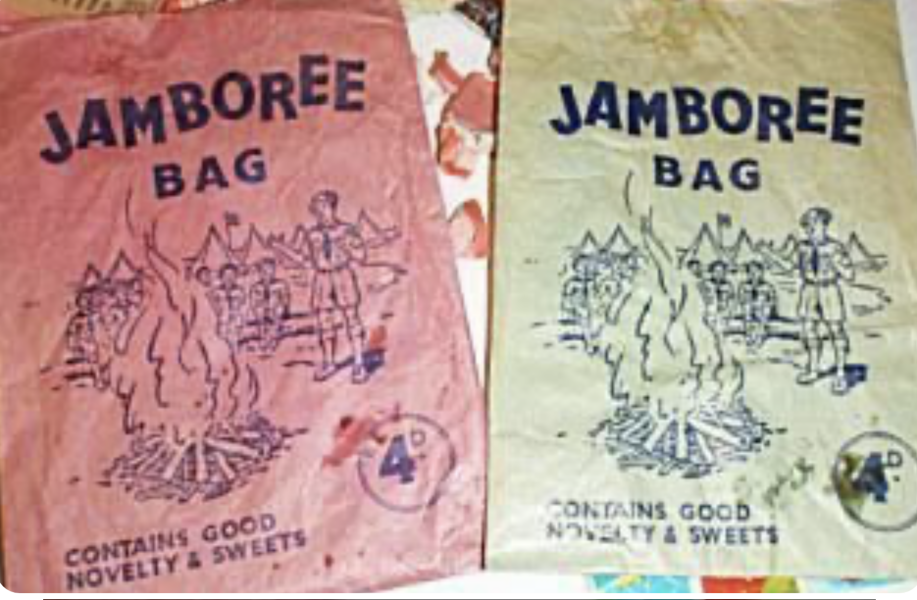 JAMBOREE
BAG
4D
CONTAINS GOOD
NOVELTY & SWEETS
JAMBOREE
BAG
4D.
CONTAINS GOOD
NOVELTY & SWEETS